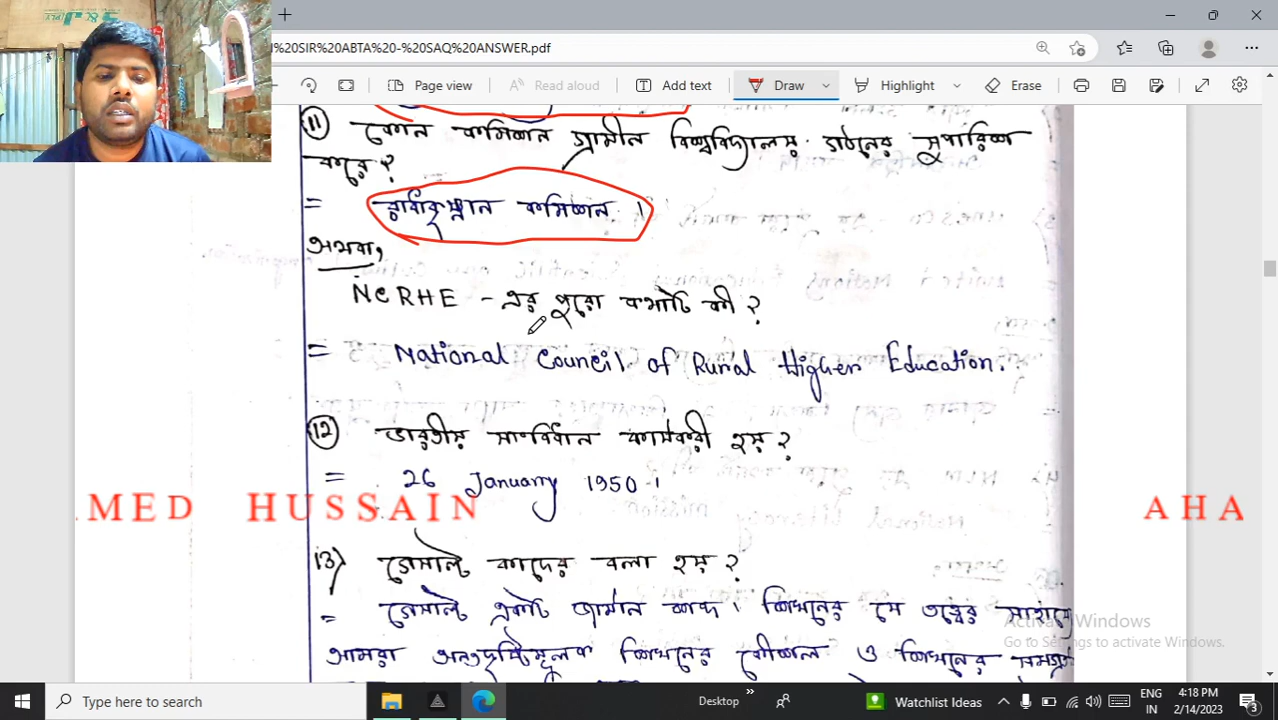 %20SIR%20ABTA%20-%20SAQ%20ANSWER.pdf
Page view
Read aloud
Add text
Draw
Highlight
Erase
11) কোন কমিশন গ্রামীন বিশ্ববিদ্যালয় গঠনের সুপারিশ
করে?
= রাধাকৃষ্ণান কমিশন।
অথবা,
NCRHE - এর পুরো কথাটি কী?
= National Council of Rural Higher Education.
12) ভারতীয় সংবিধান কার্যকরী হয়?
= 26 January 1950।
AMED HUSSAIN AHA
13) গেস্টাল্ট কাদের বলা হয়?
= একটি জার্মান শব্দ। শিখনের যে তত্ত্বের সাহায্যে
আমরা অন্তর্দৃষ্টিমূলক শিখনের কৌশল ও শিখনের
Activate Windows
Go to Settings to activate Windows.
Type here to search
Desktop
Watchlist Ideas
ENG
IN
4:18 PM
2/14/2023
3